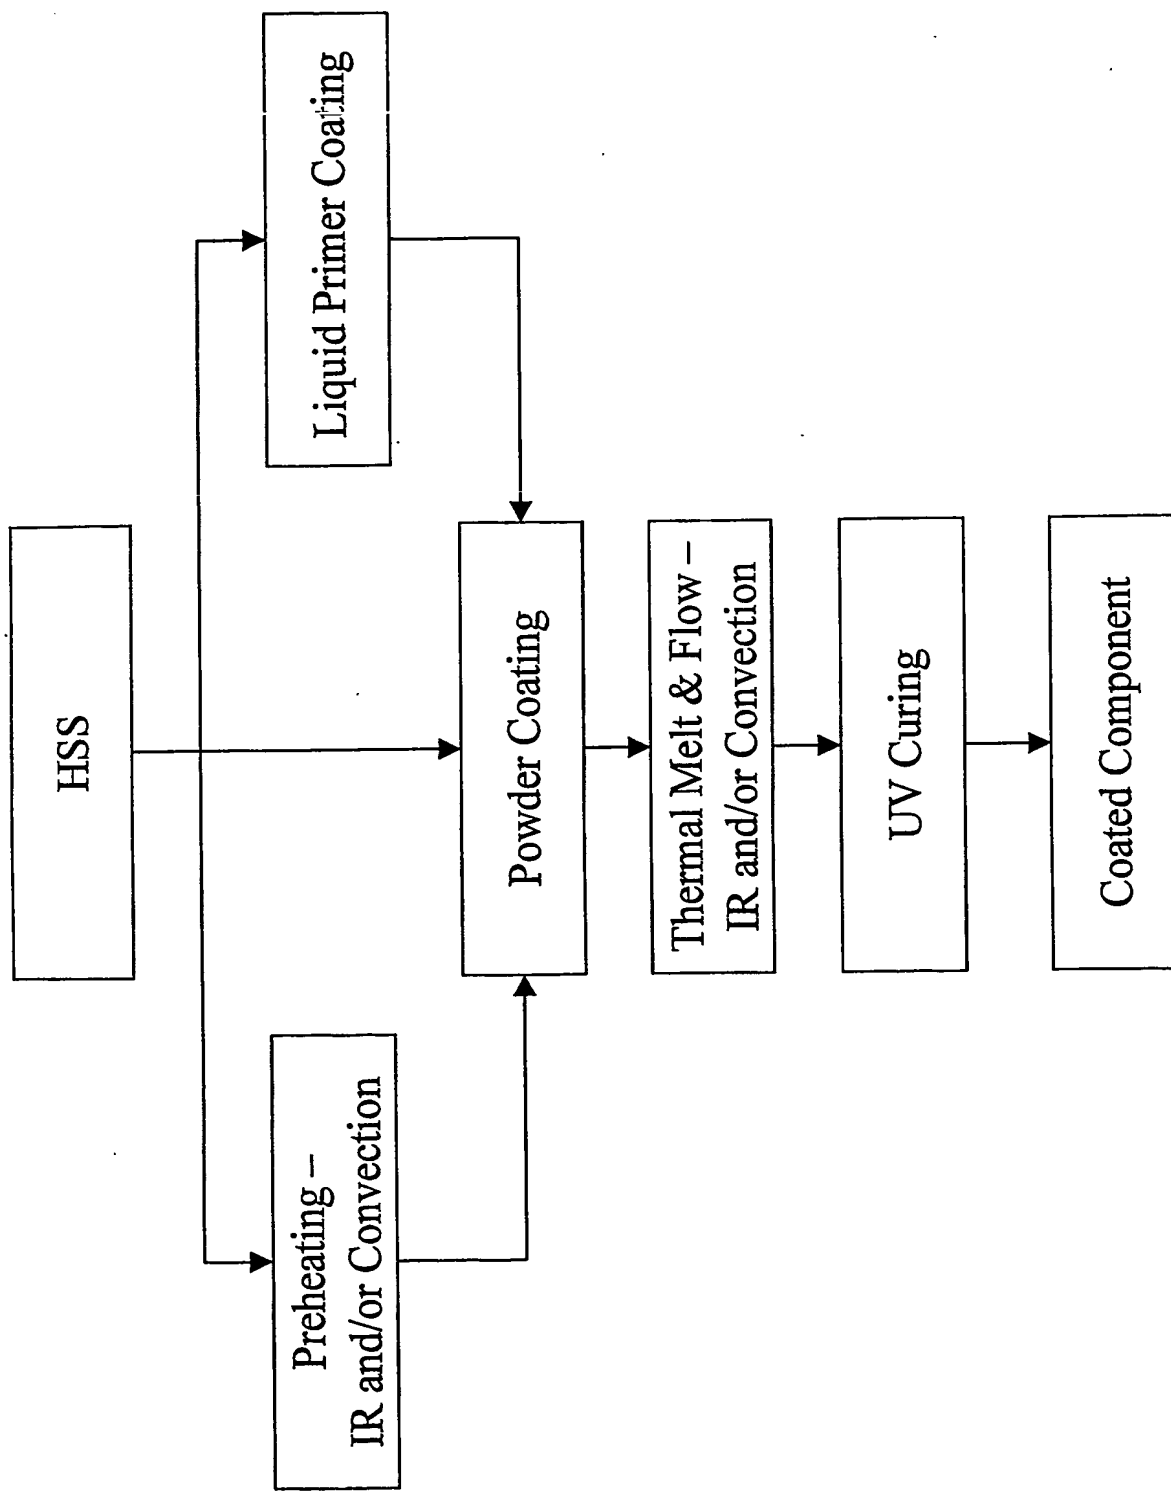 HSS
Preheating –
IR and/or Convection
Liquid Primer Coating
Powder Coating
Thermal Melt & Flow –
IR and/or Convection
UV Curing
Coated Component